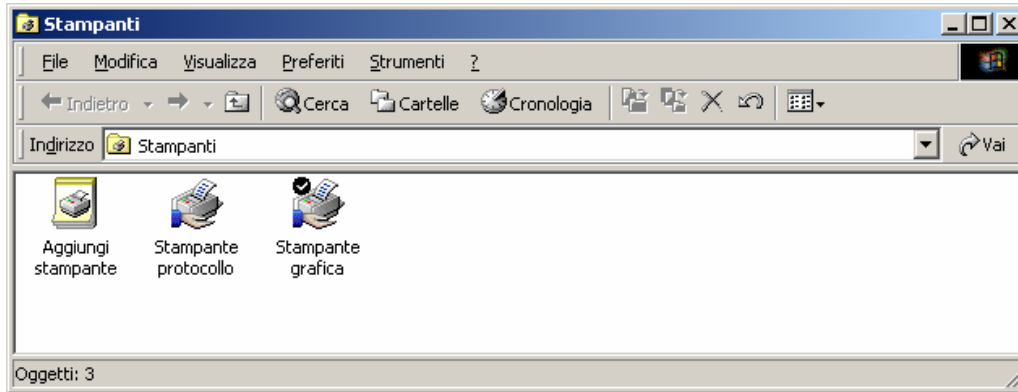 Stampanti
File Modifica Visualizza Preferiti Strumenti ?
Indietro Cerca Cartelle Cronologia
Indirizzo Stampanti Vai
Aggiungi stampante
Stampante protocollo
Stampante grafica
Oggetti: 3